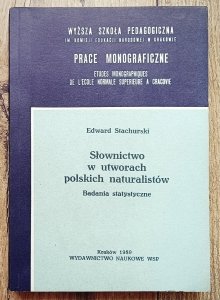 WYŻSZA SZKOŁA PEDAGOGICZNA
IM. KOMISJI EDUKACJI NARODOWEJ W KRAKOWIE
PRACE MONOGRAFICZNE
ETUDES MONOGRAPHIQUES
DE L'ECOLE NORMALE SUPERIEURE A CRACOVIE
Edward Stachurski
Słownictwo
w utworach
polskich naturalistów
Badania statystyczne
Kraków 1989
WYDAWNICTWO NAUKOWE WSP